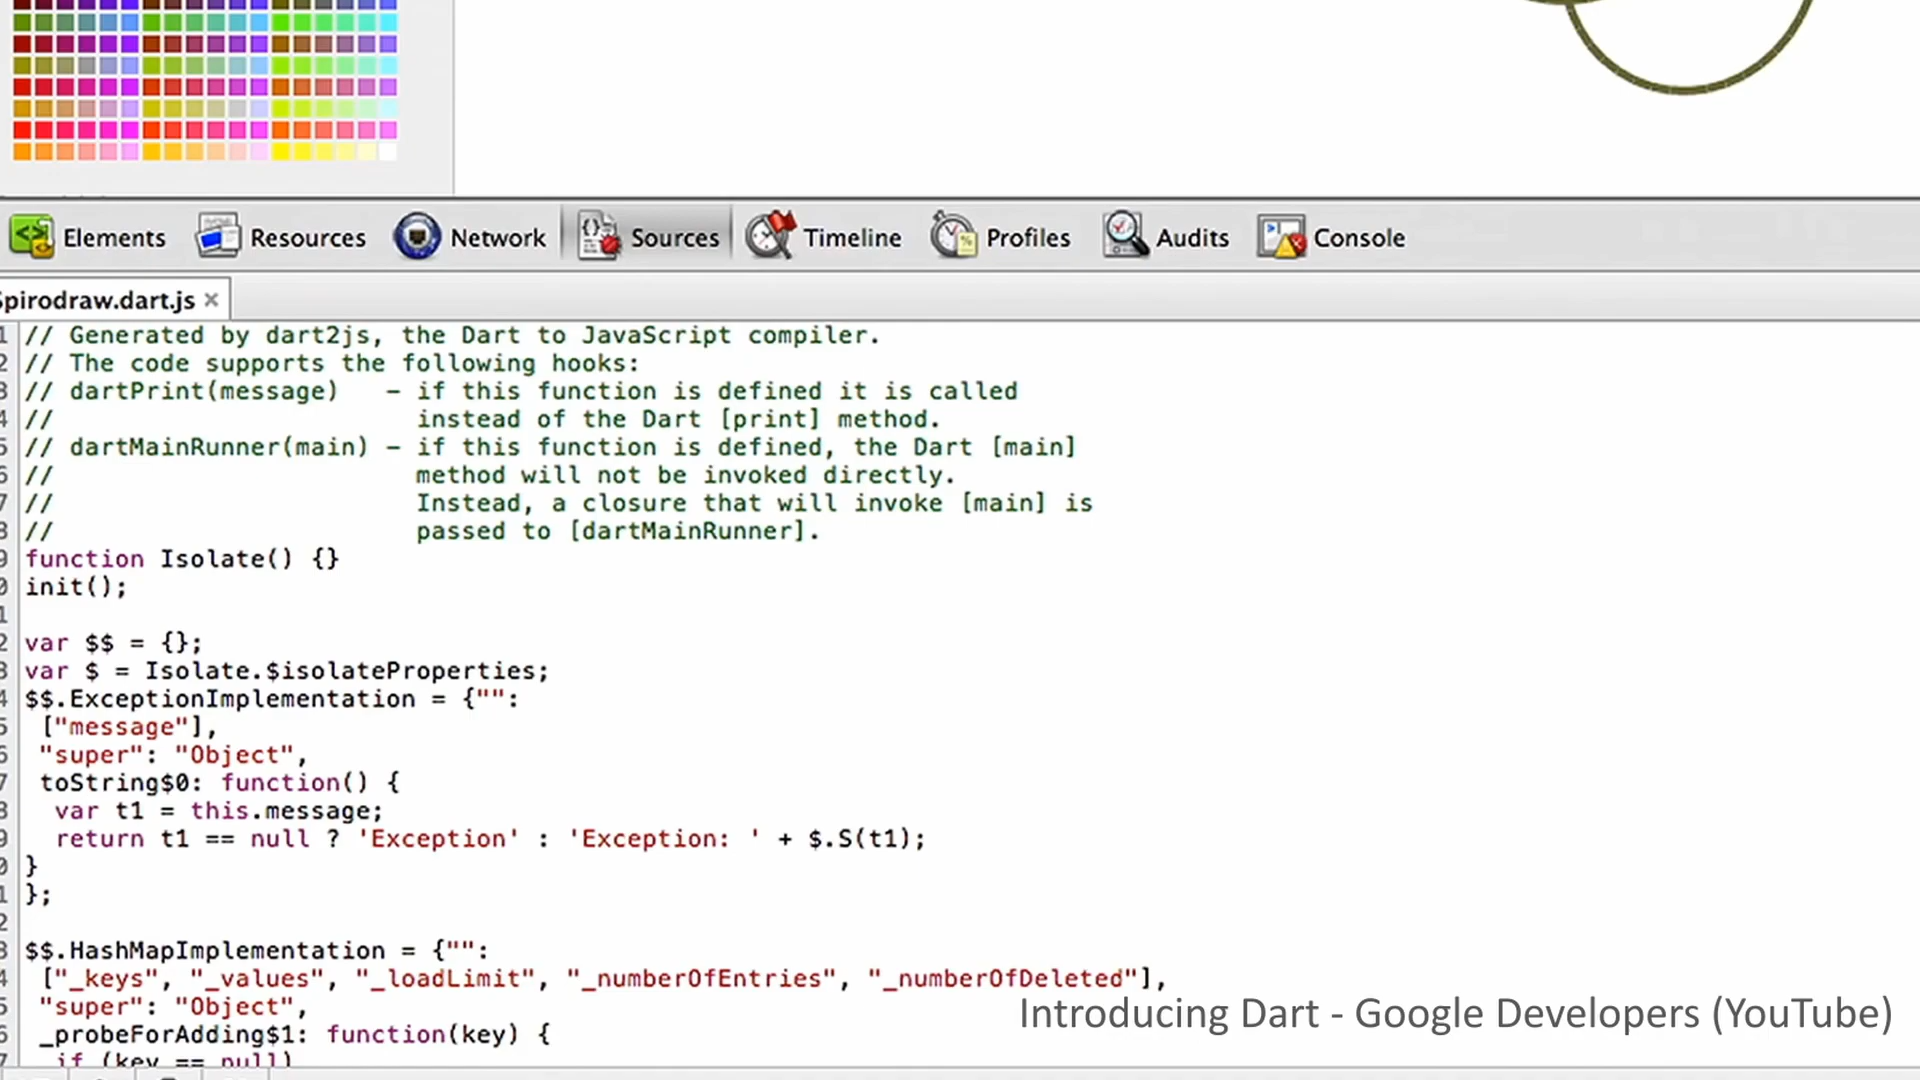 Elements Resources Network Sources Timeline Profiles Audits Console
pirodraw.dart.js ×
// Generated by dart2js, the Dart to JavaScript compiler.
// The code supports the following hooks:
// dartPrint(message)   - if this function is defined it is called
//                        instead of the Dart [print] method.
// dartMainRunner(main) - if this function is defined, the Dart [main]
//                        method will not be invoked directly.
//                        Instead, a closure that will invoke [main] is
//                        passed to [dartMainRunner].
function Isolate() {}
init();
var $$ = {};
var $ = Isolate.$isolateProperties;
$$.ExceptionImplementation = {"":
 ["message"],
 "super": "Object",
 toString$0: function() {
  var t1 = this.message;
  return t1 == null ? 'Exception' : 'Exception: ' + $.S(t1);
}
};
$$.HashMapImplementation = {"":
 ["_keys", "_values", "_loadLimit", "_numberOfEntries", "_numberOfDeleted"],
 "super": "Object",
 _probeForAdding$1: function(key) {
  if (key == null)
Introducing Dart - Google Developers (YouTube)